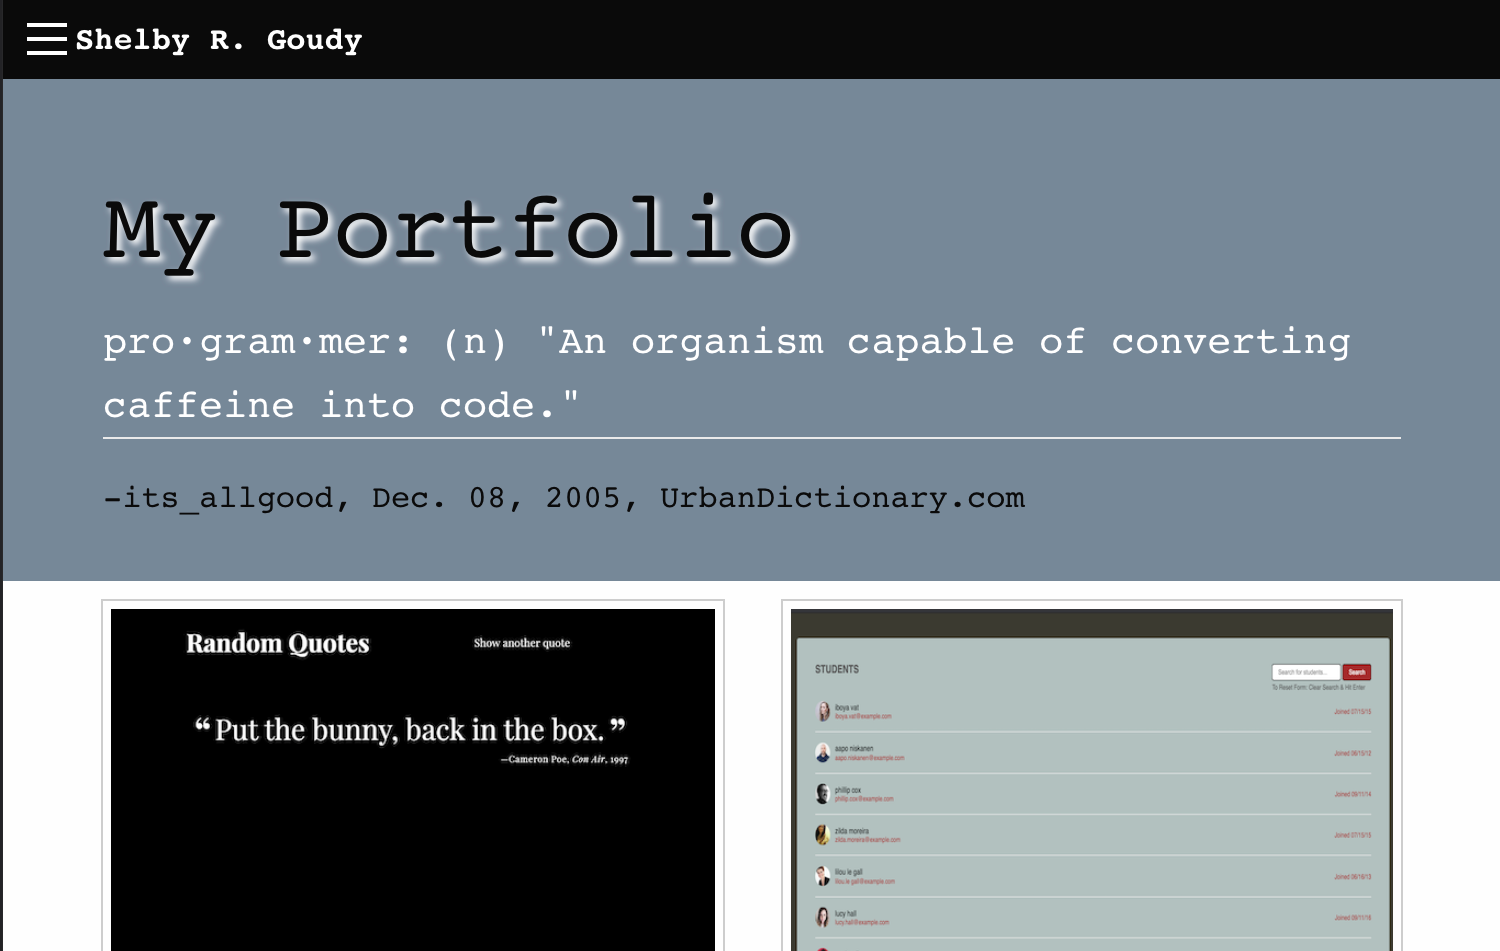 Shelby R. Goudy
My Portfolio
pro·gram·mer: (n) "An organism capable of converting
caffeine into code."
-its_allgood, Dec. 08, 2005, UrbanDictionary.com
Random Quotes
Show another quote
“Put the bunny, back in the box.”
—Cameron Poe, Con Air, 1997
STUDENTS
Search for students...
Search
To Reset Form: Clear Search & Hit Enter
iboya vat
iboya.vat@example.com
Joined 07/15/15
aapo niskanen
aapo.niskanen@example.com
Joined 06/15/12
phillip cox
phillip.cox@example.com
Joined 09/11/14
zilda moreira
zilda.moreira@example.com
Joined 07/15/15
lilou le gall
lilou.le gall@example.com
Joined 06/16/13
lucy hall
lucy.hall@example.com